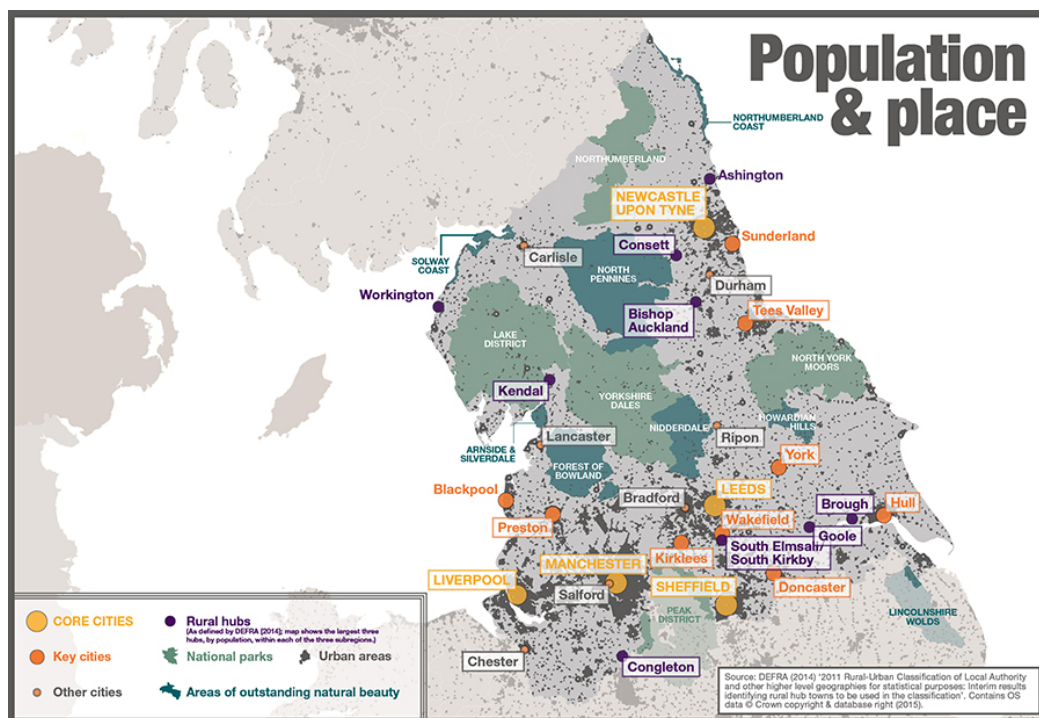 Population
& place
NORTHUMBERLAND
COAST
NORTHUMBERLAND
Ashington
NEWCASTLE
UPON TYNE
Sunderland
Consett
Carlisle
SOLWAY
COAST
NORTH
PENNINES
Durham
Workington
Bishop
Auckland
Tees Valley
LAKE
DISTRICT
NORTH YORK
MOORS
Kendal
YORKSHIRE
DALES
NIDDERDALE
HOWARDIAN
HILLS
Lancaster
Ripon
ARNSIDE &
SILVERDALE
FOREST OF
BOWLAND
York
Blackpool
Bradford
LEEDS
Brough
Hull
Preston
Wakefield
Goole
Kirklees
South Elmsall/
South Kirkby
MANCHESTER
LIVERPOOL
Salford
SHEFFIELD
Doncaster
PEAK
DISTRICT
LINCOLNSHIRE
WOLDS
Chester
Congleton
CORE CITIES
Rural hubs
(As defined by DEFRA (2014); map shows the largest three
hubs, by population, within each of the three subregions.)
Key cities
National parks
Urban areas
Other cities
Areas of outstanding natural beauty
Source: DEFRA (2014) '2011 Rural-Urban Classification of Local Authority
and other higher level geographies for statistical purposes: Interim results
identifying rural hub towns to be used in the classification'. Contains OS
data © Crown copyright & database right (2015).